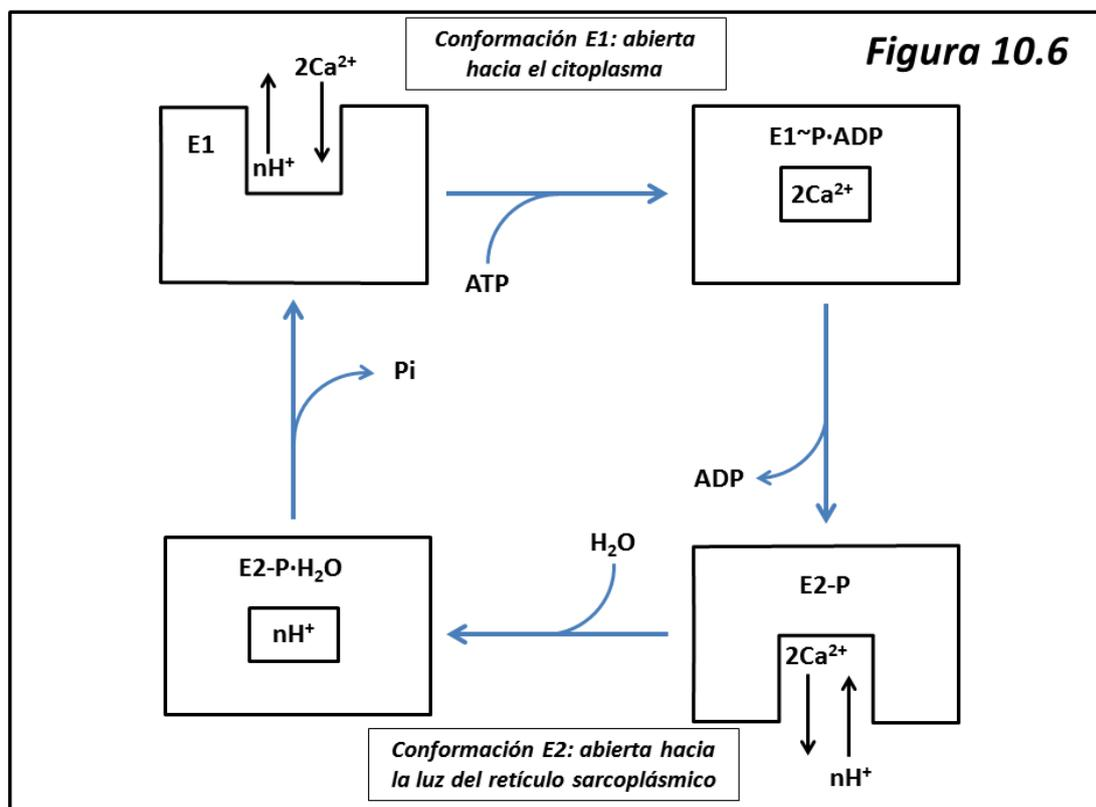 Conformación E1: abierta
hacia el citoplasma
Figura 10.6
2Ca²⁺
E1
nH⁺
E1~P·ADP
2Ca²⁺
ATP
Pi
ADP
H₂O
E2-P·H₂O
nH⁺
E2-P
2Ca²⁺
nH⁺
Conformación E2: abierta hacia
la luz del retículo sarcoplásmico